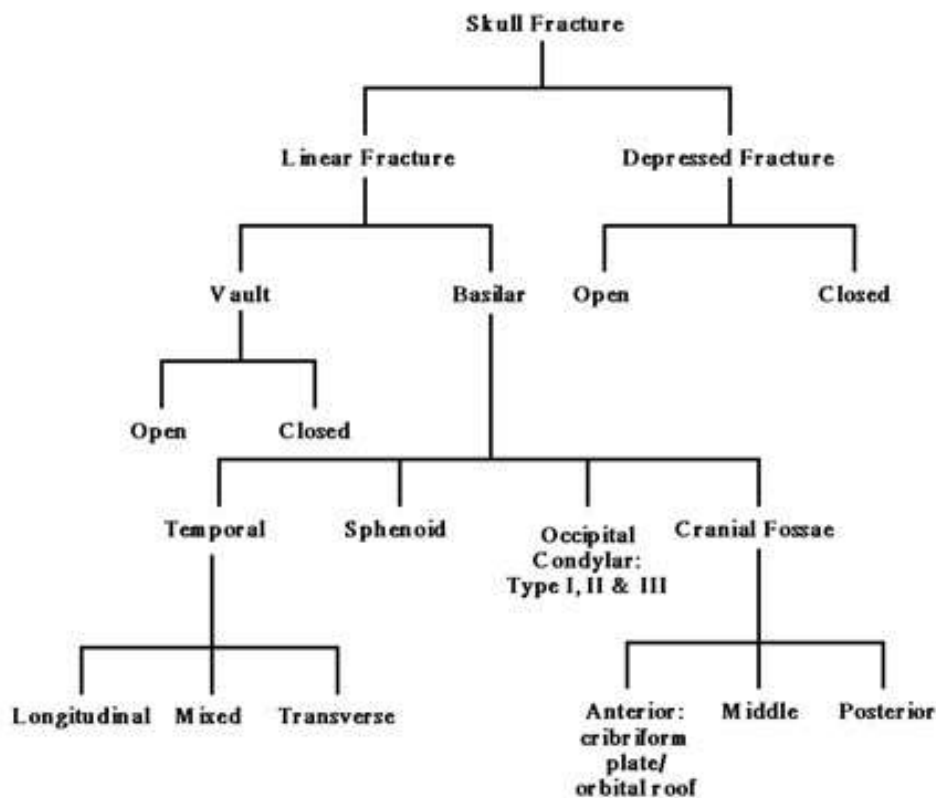 Skull Fracture
Linear Fracture
Depressed Fracture
Vault
Basilar
Open
Closed
Open
Closed
Temporal
Sphenoid
Occipital
Condylar:
Type I, II & III
Cranial Fossae
Longitudinal
Mixed
Transverse
Anterior:
cribriform
plate/
orbital roof
Middle
Posterior